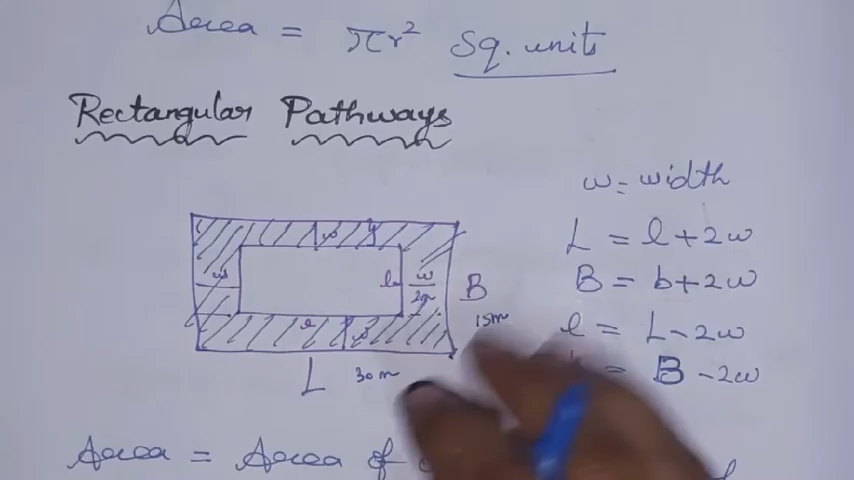 Area = πr² Sq. units
Rectangular Pathways
w = width
L = l + 2w
B = b + 2w
l = L - 2w
= B - 2w
w
w
b
w
2m
B
15m
l
L
30m
Area = Area of